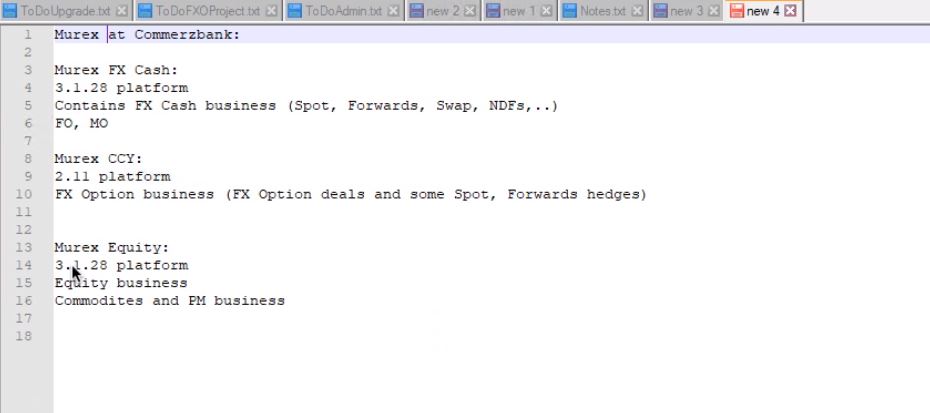 ToDoUpgrade.txt ToDoFXOProject.txt ToDoAdmin.txt new 2 new 1 Notes.txt new 3 new 4
1 Murex at Commerzbank:
2
3 Murex FX Cash:
4 3.1.28 platform
5 Contains FX Cash business (Spot, Forwards, Swap, NDFs,..)
6 FO, MO
7
8 Murex CCY:
9 2.11 platform
10 FX Option business (FX Option deals and some Spot, Forwards hedges)
11
12
13 Murex Equity:
14 3.1.28 platform
15 Equity business
16 Commodites and PM business
17
18